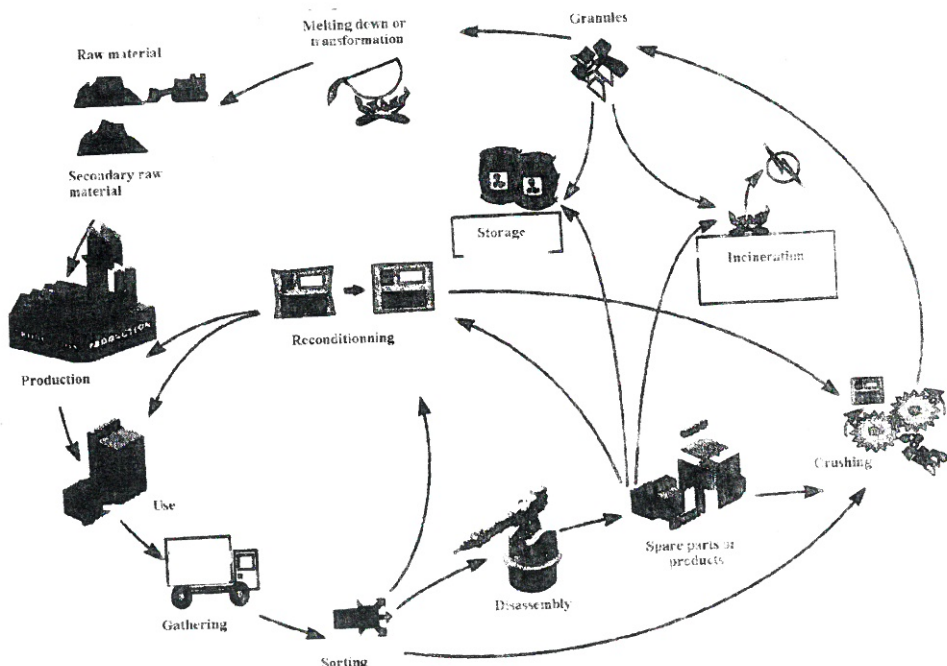 Melting down or
transformation
Granules
Raw material
Secondary raw
material
Storage
Incineration
Reconditionning
PRODUCTION
Production
Use
Crushing
Spare parts or
products
Disassembly
Gathering
Sorting